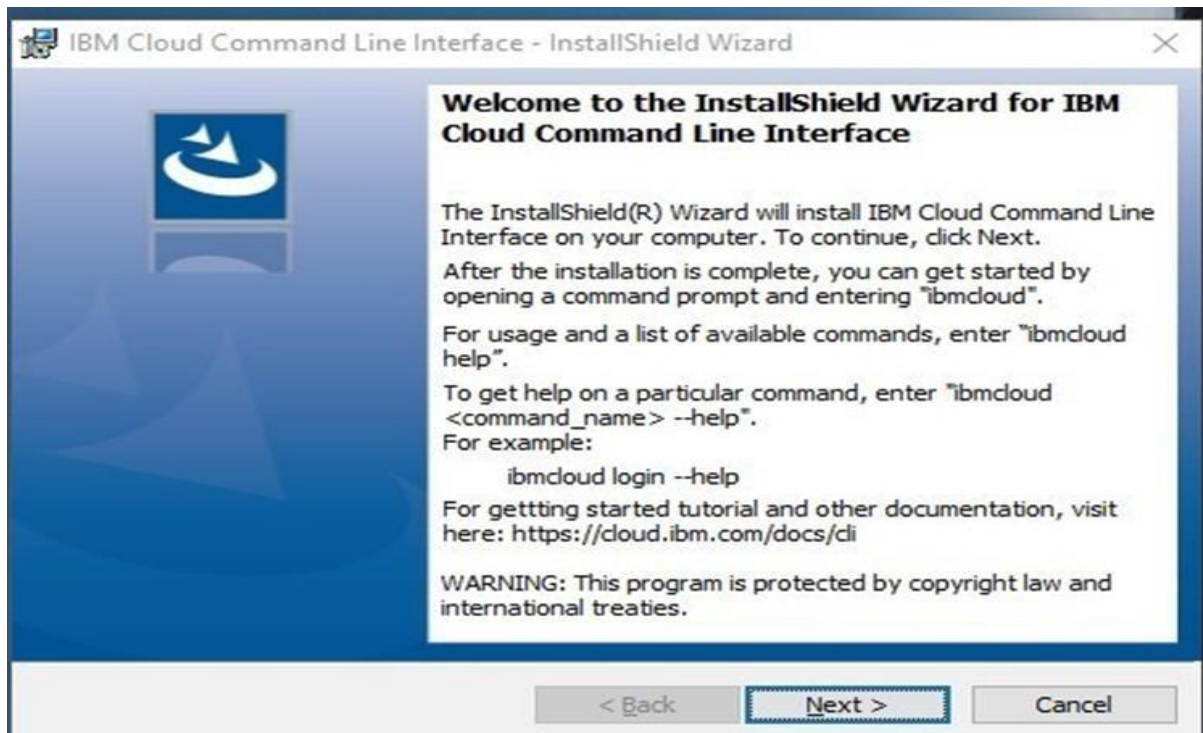 IBM Cloud Command Line Interface - InstallShield Wizard
Welcome to the InstallShield Wizard for IBM
Cloud Command Line Interface
The InstallShield(R) Wizard will install IBM Cloud Command Line
Interface on your computer. To continue, click Next.
After the installation is complete, you can get started by
opening a command prompt and entering "ibmcloud".
For usage and a list of available commands, enter "ibmcloud
help".
To get help on a particular command, enter "ibmcloud
<command_name> --help".
For example:
ibmcloud login --help
For gettting started tutorial and other documentation, visit
here: https://cloud.ibm.com/docs/cli
WARNING: This program is protected by copyright law and
international treaties.
< Back
Next >
Cancel